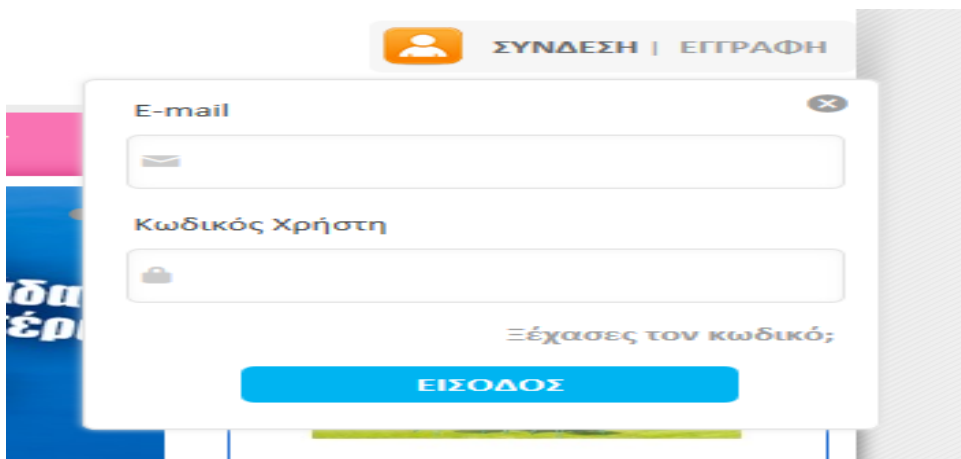 ΣΥΝΔΕΣΗ | ΕΓΓΡΑΦΗ
E-mail
Κωδικός Χρήστη
Ξέχασες τον κωδικό;
ΕΙΣΟΔΟΣ